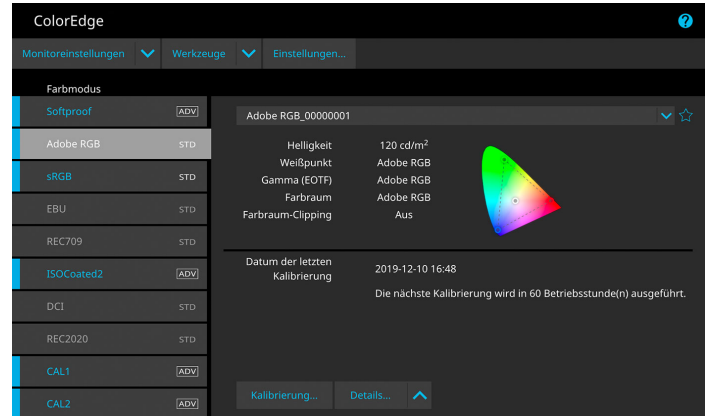 ColorEdge
?
Monitoreinstellungen Werkzeuge Einstellungen...
Farbmodus
Softproof ADV
Adobe RGB STD
sRGB STD
EBU STD
REC709 STD
ISOCoated2 ADV
DCI STD
REC2020 STD
CAL1 ADV
CAL2 ADV
Adobe RGB_00000001
Helligkeit 120 cd/m²
Weißpunkt Adobe RGB
Gamma (EOTF) Adobe RGB
Farbraum Adobe RGB
Farbraum-Clipping Aus
Datum der letzten
Kalibrierung 2019-12-10 16:48
Die nächste Kalibrierung wird in 60 Betriebsstunde(n) ausgeführt.
Kalibrierung... Details...